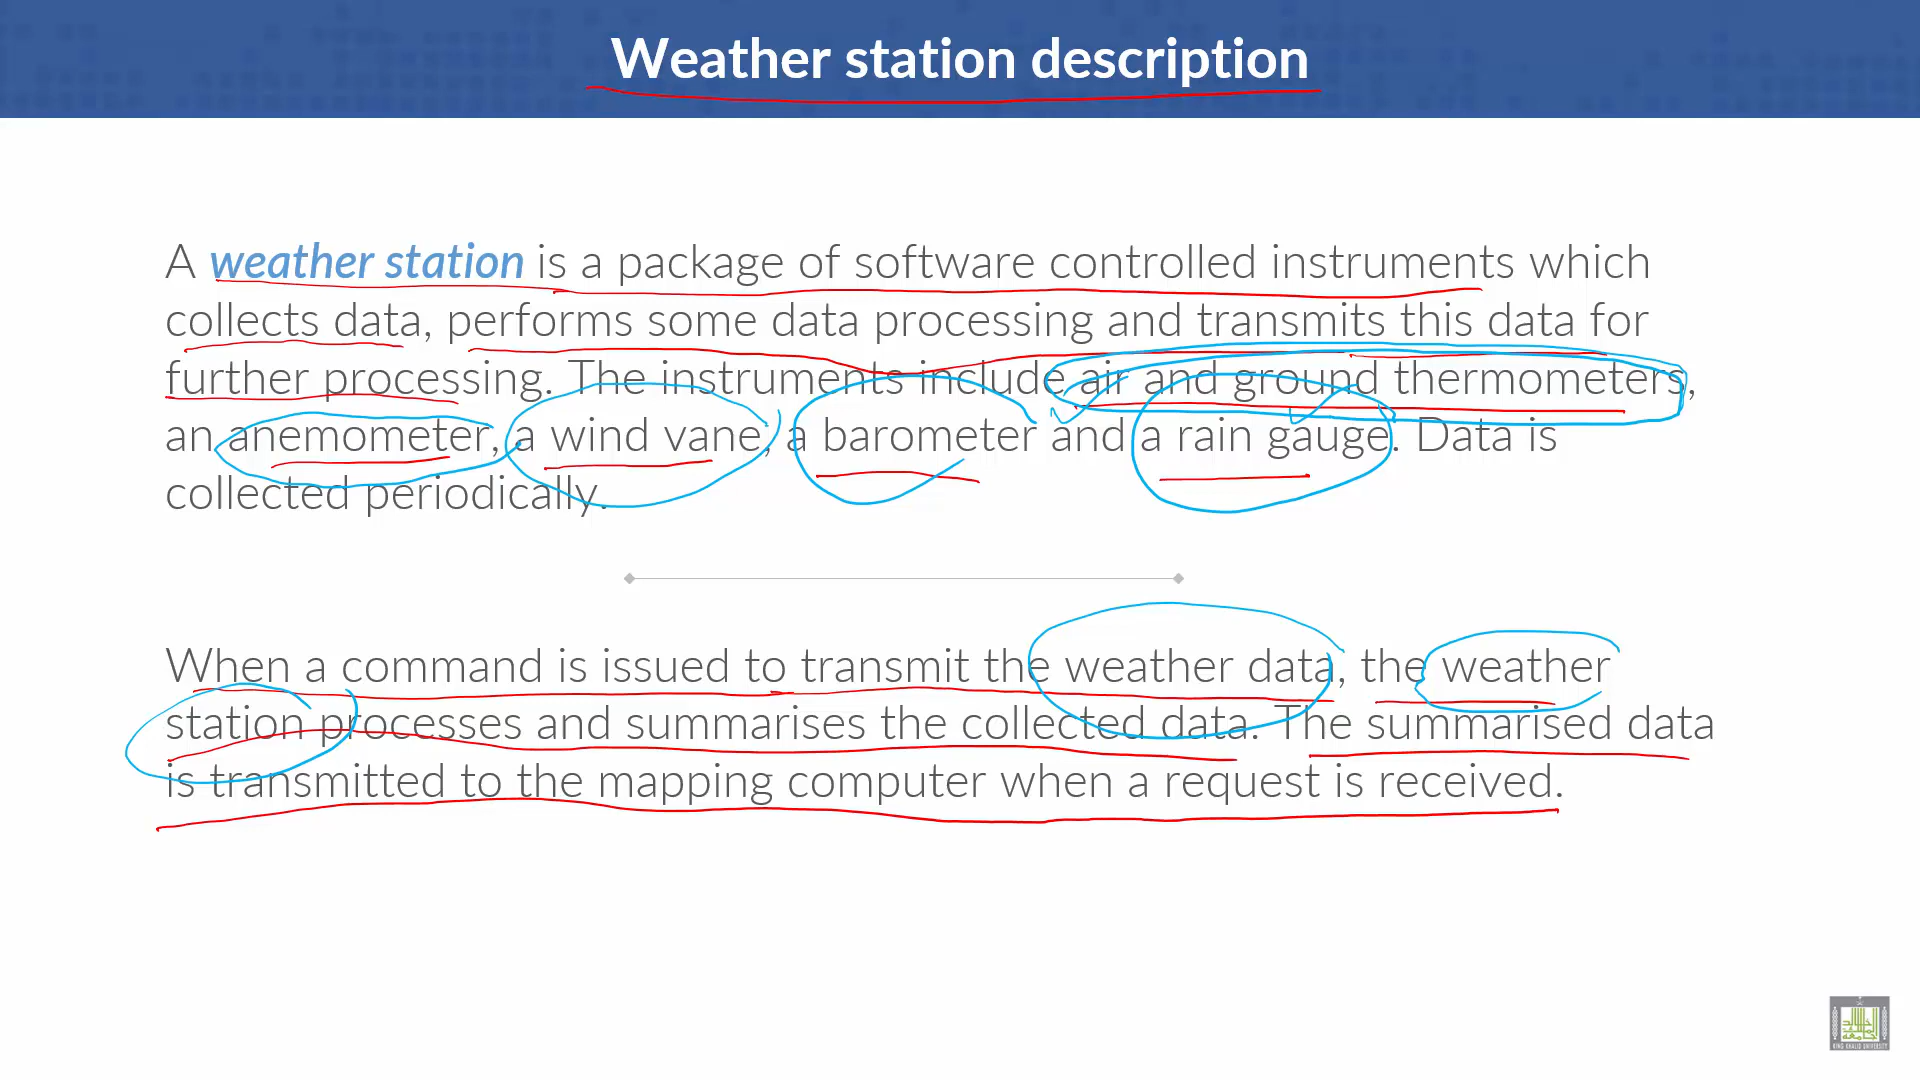 Weather station description
A weather station is a package of software controlled instruments which
collects data, performs some data processing and transmits this data for
further processing. The instruments include air and ground thermometers,
an anemometer, a wind vane, a barometer and a rain gauge. Data is
collected periodically.
When a command is issued to transmit the weather data, the weather
station processes and summarises the collected data. The summarised data
is transmitted to the mapping computer when a request is received.
KING KHALID UNIVERSITY